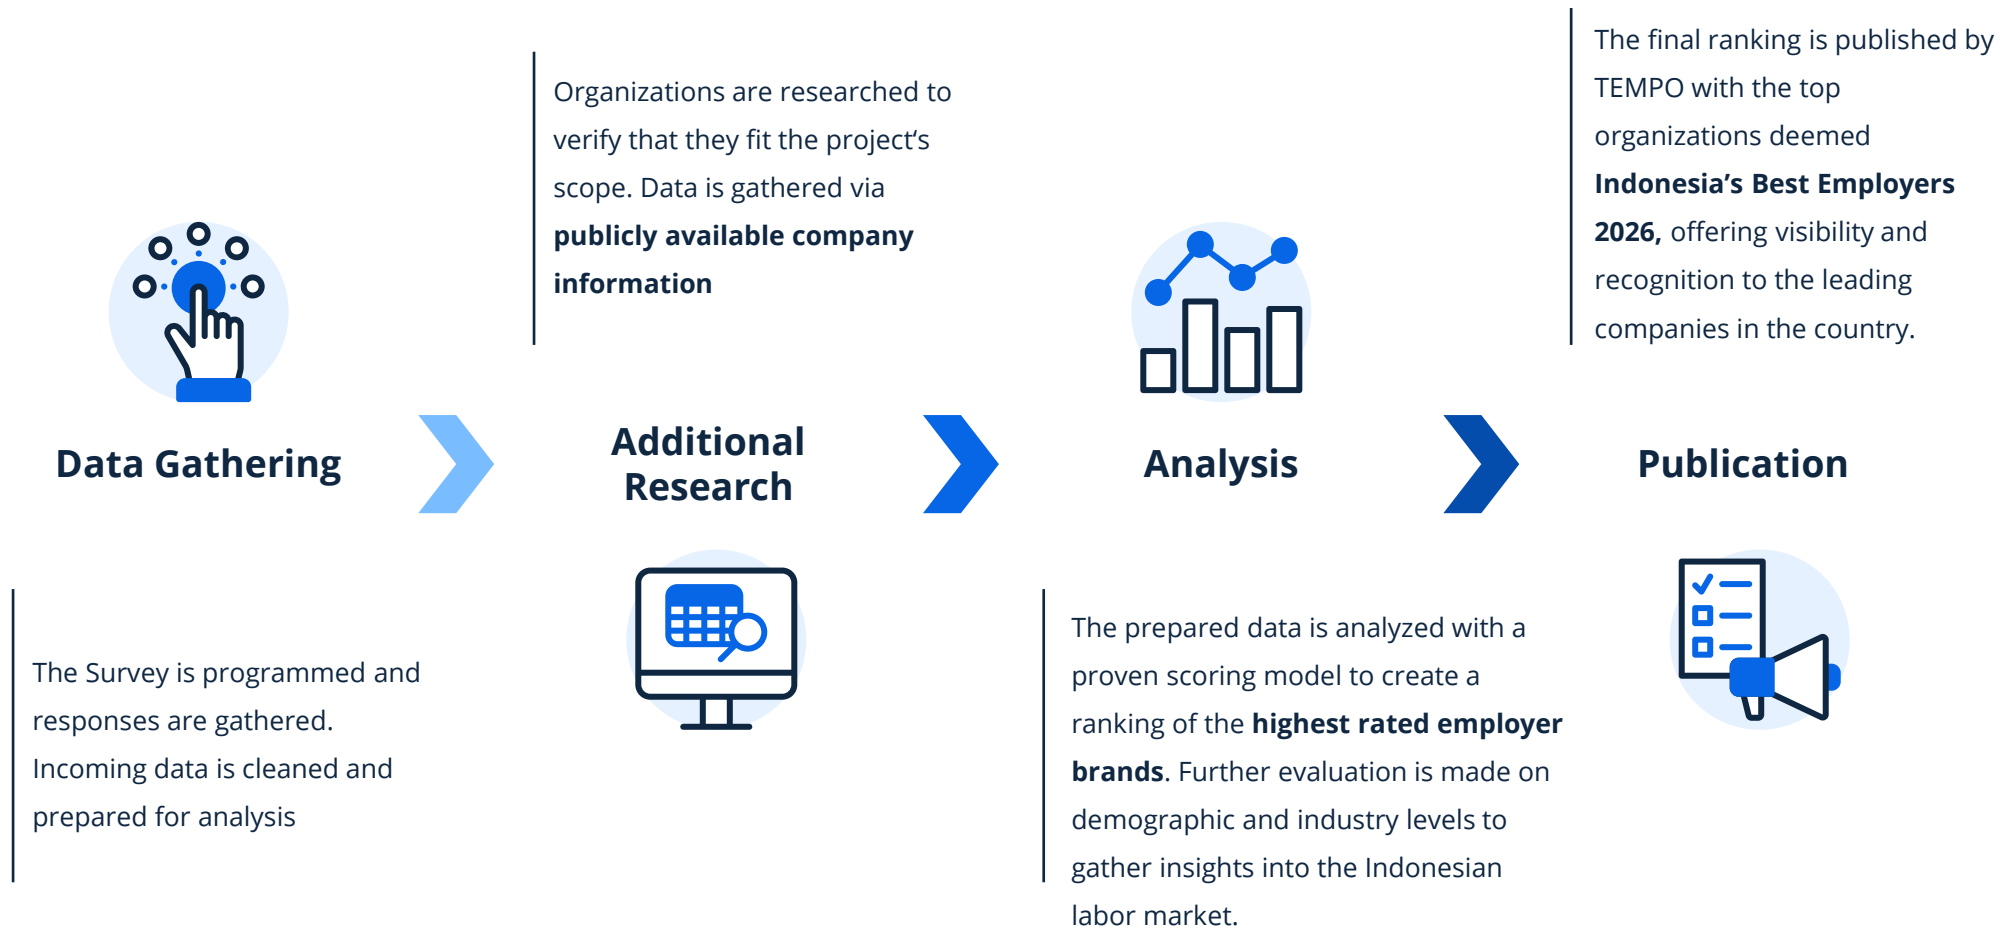 Data Gathering
The Survey is programmed and
responses are gathered.
Incoming data is cleaned and
prepared for analysis
Organizations are researched to
verify that they fit the project‘s
scope. Data is gathered via
publicly available company
information
Additional
Research
Analysis
The prepared data is analyzed with a
proven scoring model to create a
ranking of the highest rated employer
brands. Further evaluation is made on
demographic and industry levels to
gather insights into the Indonesian
labor market.
The final ranking is published by
TEMPO with the top
organizations deemed
Indonesia’s Best Employers
2026, offering visibility and
recognition to the leading
companies in the country.
Publication